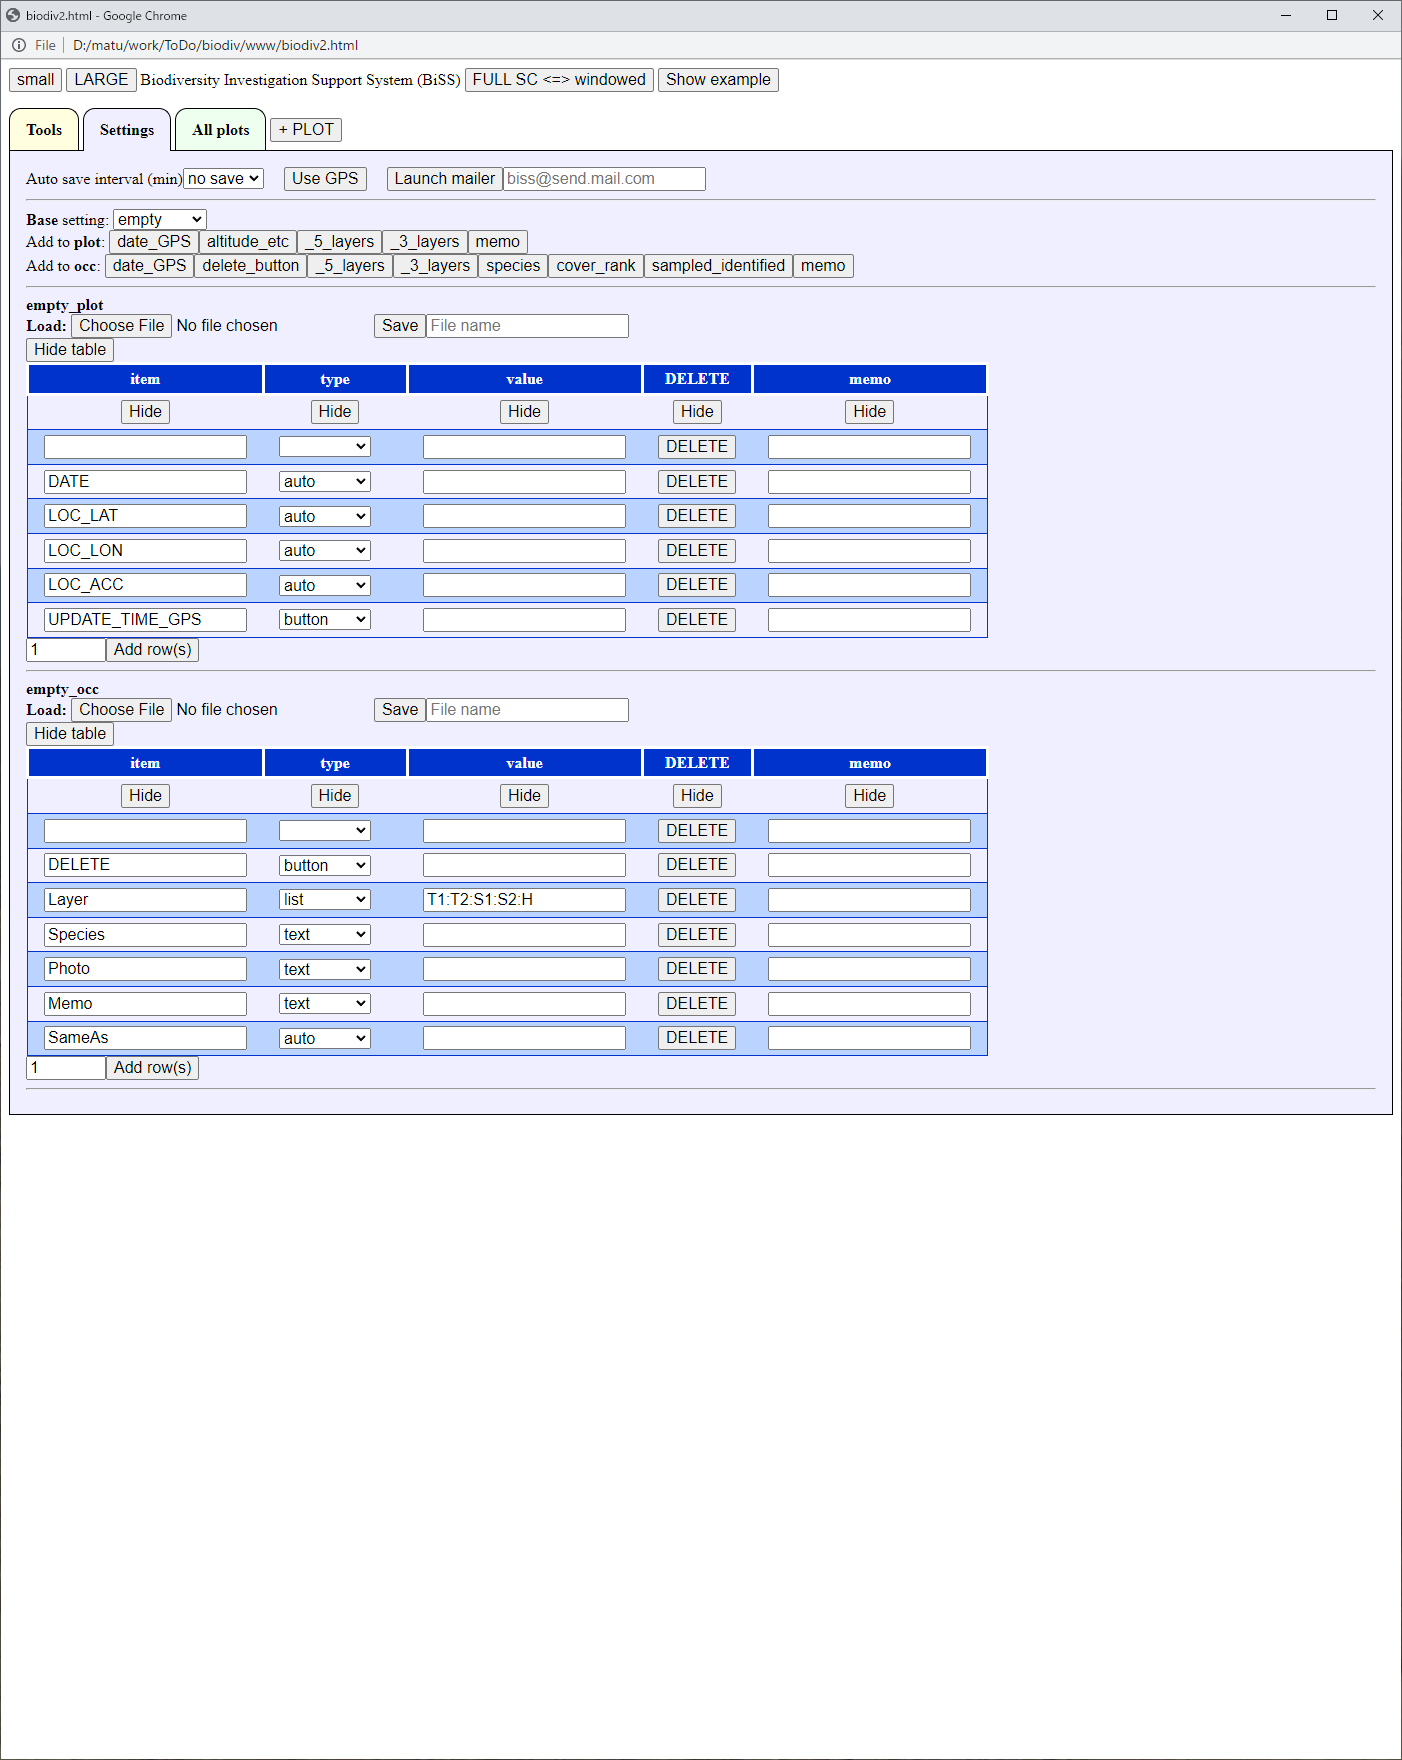 biodiv2.html - Google Chrome
File D:/matu/work/ToDo/biodiv/www/biodiv2.html
small LARGE Biodiversity Investigation Support System (BiSS) FULL SC <=> windowed Show example
Tools Settings All plots + PLOT
Auto save interval (min) no save Use GPS Launch mailer biss@send.mail.com
Base setting: empty
Add to plot: date_GPS altitude_etc _5_layers _3_layers memo
Add to occ: date_GPS delete_button _5_layers _3_layers species cover_rank sampled_identified memo
empty_plot
Load: Choose File No file chosen Save File name
Hide table
item type value DELETE memo
Hide Hide Hide Hide Hide
DELETE
DATE auto DELETE
LOC_LAT auto DELETE
LOC_LON auto DELETE
LOC_ACC auto DELETE
UPDATE_TIME_GPS button DELETE
1 Add row(s)
empty_occ
Load: Choose File No file chosen Save File name
Hide table
item type value DELETE memo
Hide Hide Hide Hide Hide
DELETE
DELETE button DELETE
Layer list T1:T2:S1:S2:H DELETE
Species text DELETE
Photo text DELETE
Memo text DELETE
SameAs auto DELETE
1 Add row(s)